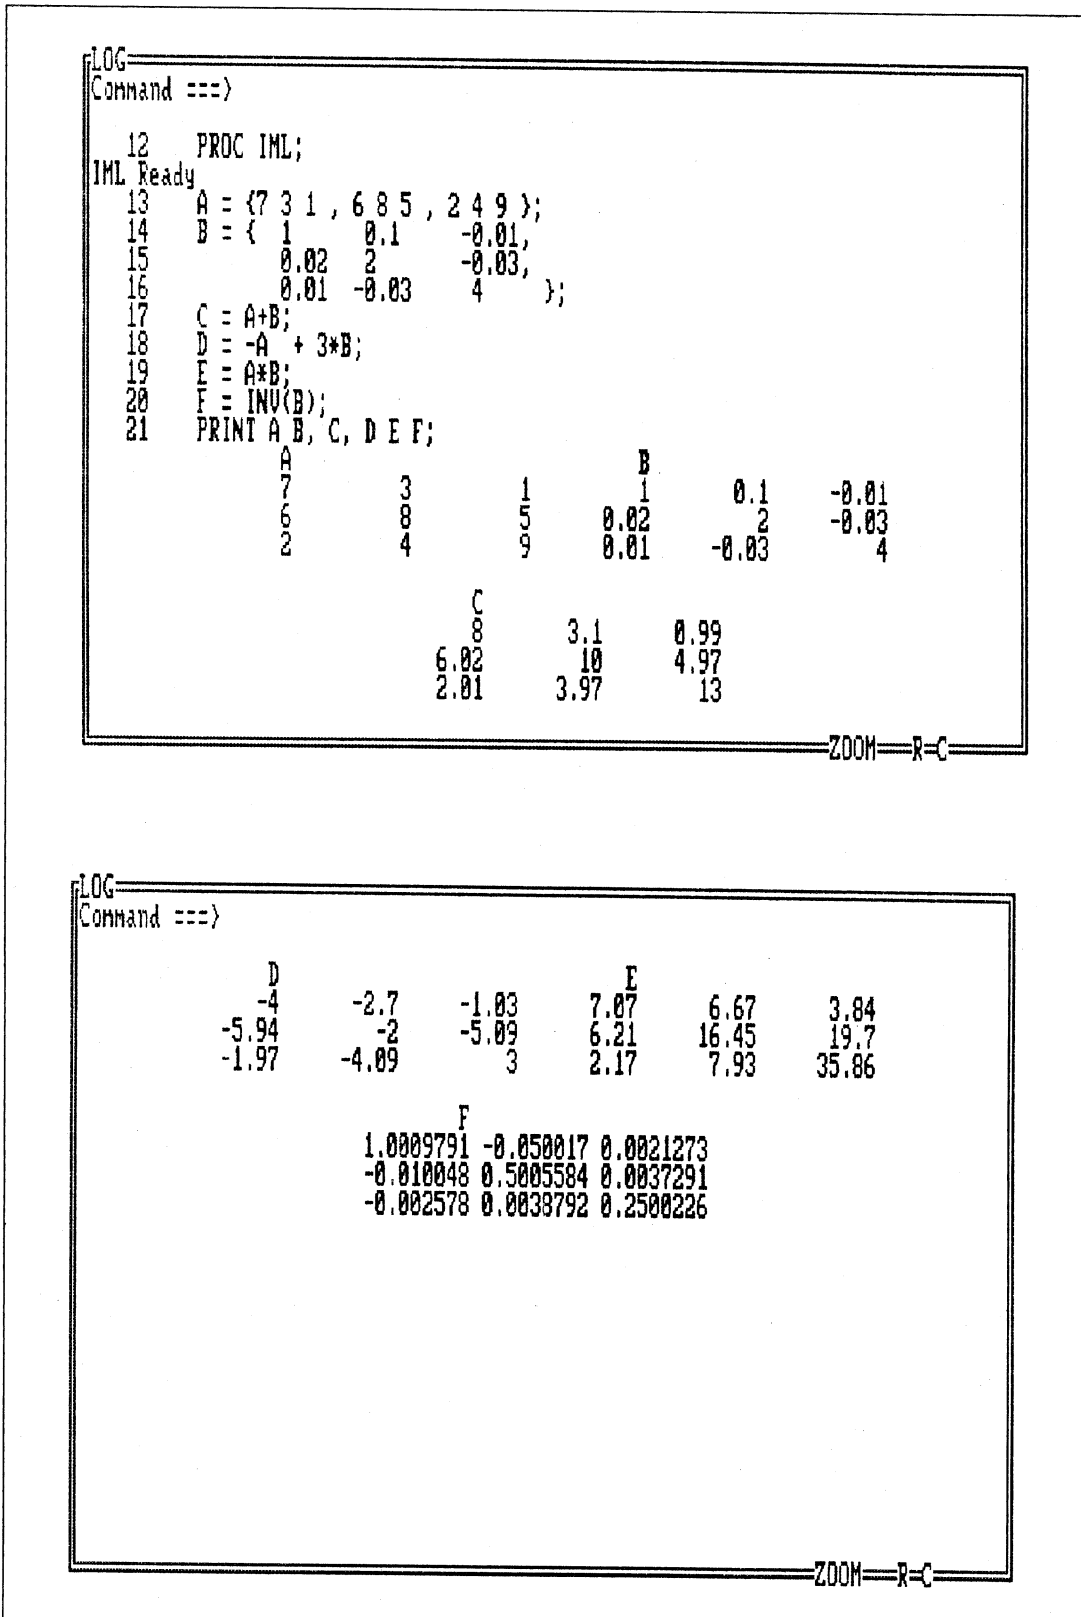 LOG
Command ===>
12 PROC IML;
IML Ready
13 A = {7 3 1 , 6 8 5 , 2 4 9 };
14 B = { 1 0.1 -0.01,
15 0.02 2 -0.03,
16 0.01 -0.03 4 };
17 C = A+B;
18 D = -A + 3*B;
19 E = A*B;
20 F = INV(B);
21 PRINT A B, C, D E F;
A B
7 3 1 1 0.1 -0.01
6 8 5 0.02 2 -0.03
2 4 9 0.01 -0.03 4
C
8 3.1 0.99
6.02 10 4.97
2.01 3.97 13
ZOOM R C
LOG
Command ===>
D E
-4 -2.7 -1.03 7.07 6.67 3.84
-5.94 -2 -5.09 6.21 16.45 19.7
-1.97 -4.09 3 2.17 7.93 35.86
F
1.0009791 -0.050017 0.0021273
-0.010048 0.5005584 0.0037291
-0.002578 0.0038792 0.2500226
ZOOM R C